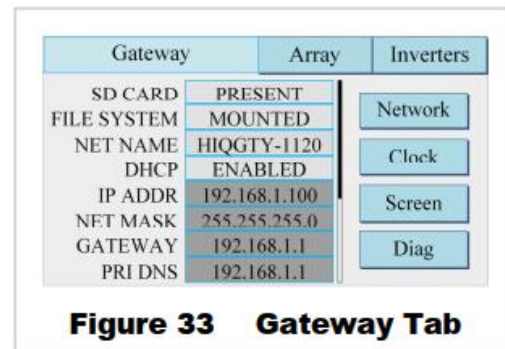 Gateway Array Inverters
SD CARD PRESENT
FILE SYSTEM MOUNTED
NET NAME HIQGTY-1120
DHCP ENABLED
IP ADDR 192.168.1.100
NET MASK 255.255.255.0
GATEWAY 192.168.1.1
PRI DNS 192.168.1.1
Network
Clock
Screen
Diag
Figure 33 Gateway Tab